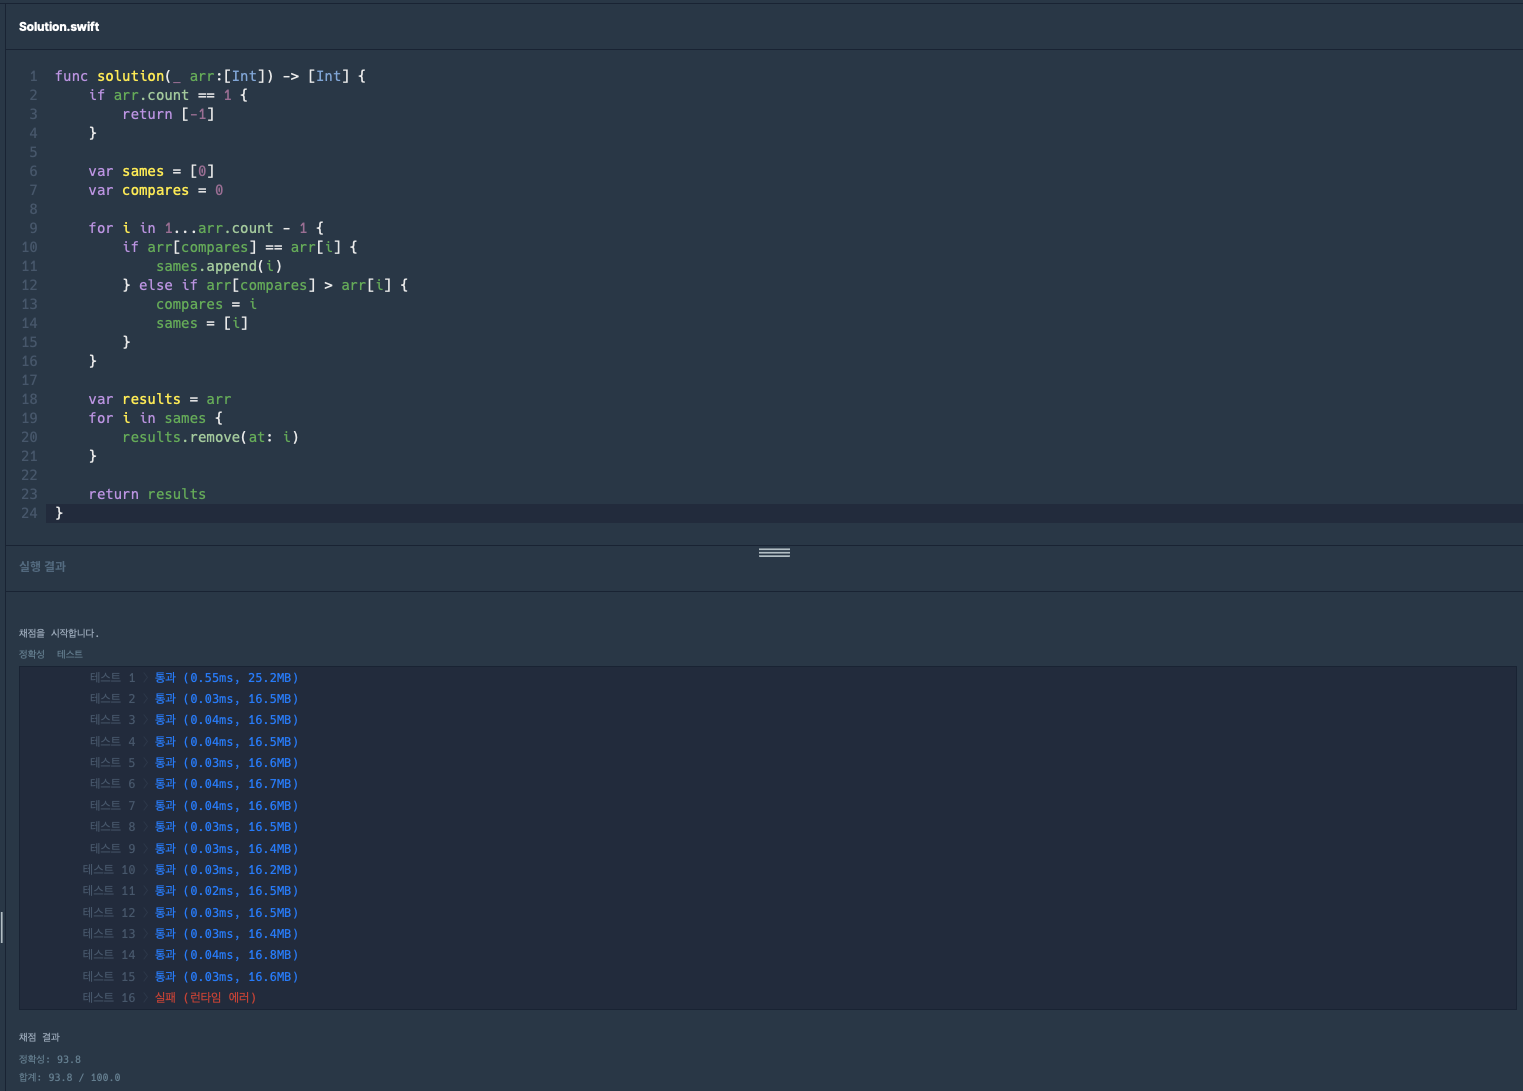 Solution.swift
1 func solution(_ arr:[Int]) -> [Int] {
2     if arr.count == 1 {
3         return [-1]
4     }
5
6     var sames = [0]
7     var compares = 0
8
9     for i in 1...arr.count - 1 {
10         if arr[compares] == arr[i] {
11             sames.append(i)
12         } else if arr[compares] > arr[i] {
13             compares = i
14             sames = [i]
15         }
16     }
17
18     var results = arr
19     for i in sames {
20         results.remove(at: i)
21     }
22
23     return results
24 }
실행 결과
채점을 시작합니다.
정확성 테스트
테스트 1 〉 통과 (0.55ms, 25.2MB)
테스트 2 〉 통과 (0.03ms, 16.5MB)
테스트 3 〉 통과 (0.04ms, 16.5MB)
테스트 4 〉 통과 (0.04ms, 16.5MB)
테스트 5 〉 통과 (0.03ms, 16.6MB)
테스트 6 〉 통과 (0.04ms, 16.7MB)
테스트 7 〉 통과 (0.04ms, 16.6MB)
테스트 8 〉 통과 (0.03ms, 16.5MB)
테스트 9 〉 통과 (0.03ms, 16.4MB)
테스트 10 〉 통과 (0.03ms, 16.2MB)
테스트 11 〉 통과 (0.02ms, 16.5MB)
테스트 12 〉 통과 (0.03ms, 16.5MB)
테스트 13 〉 통과 (0.03ms, 16.4MB)
테스트 14 〉 통과 (0.04ms, 16.8MB)
테스트 15 〉 통과 (0.03ms, 16.6MB)
테스트 16 〉 실패 (런타임 에러)
채점 결과
정확성: 93.8
합계: 93.8 / 100.0